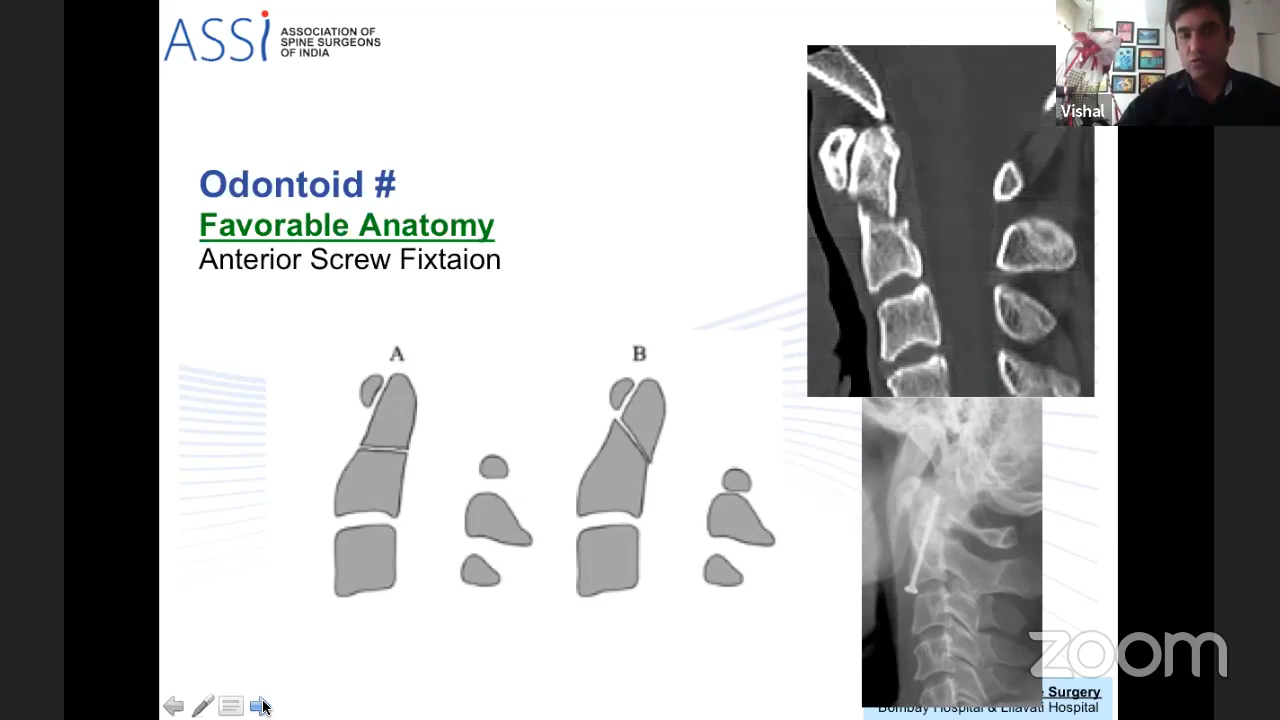 ASSi
ASSOCIATION OF
SPINE SURGEONS
OF INDIA
Vishal
Odontoid #
Favorable Anatomy
Anterior Screw Fixtaion
A
B
zoom
Surgery
Bombay Hospital & Lilavati Hospital